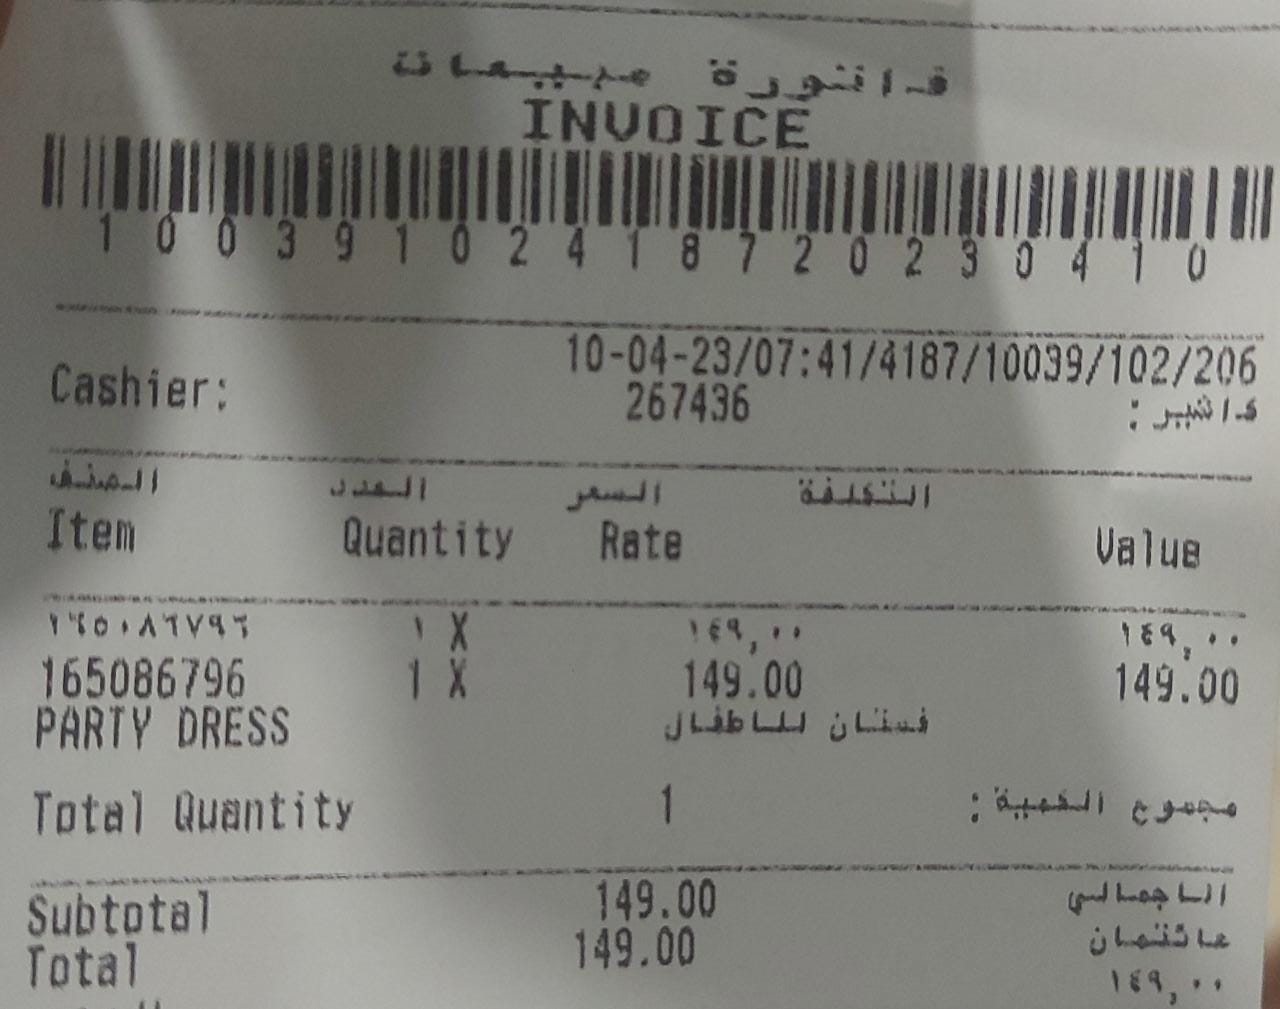 فاتورة مبيعات
INVOICE
10039102418720230410
10-04-23/07:41/4187/10039/102/206
Cashier: 267436 كاشير :
الصنف العدد السعر التكلفة
Item Quantity Rate Value
١٦٥٠٨٦٧٩٦ ١ X ١٤٩,٠٠ ١٤٩,٠٠
165086796 1 X 149.00 149.00
PARTY DRESS فستان للاطفال
Total Quantity 1 مجموع الكمية :
Subtotal 149.00 الاجمالي
Total 149.00
١٤٩,٠٠